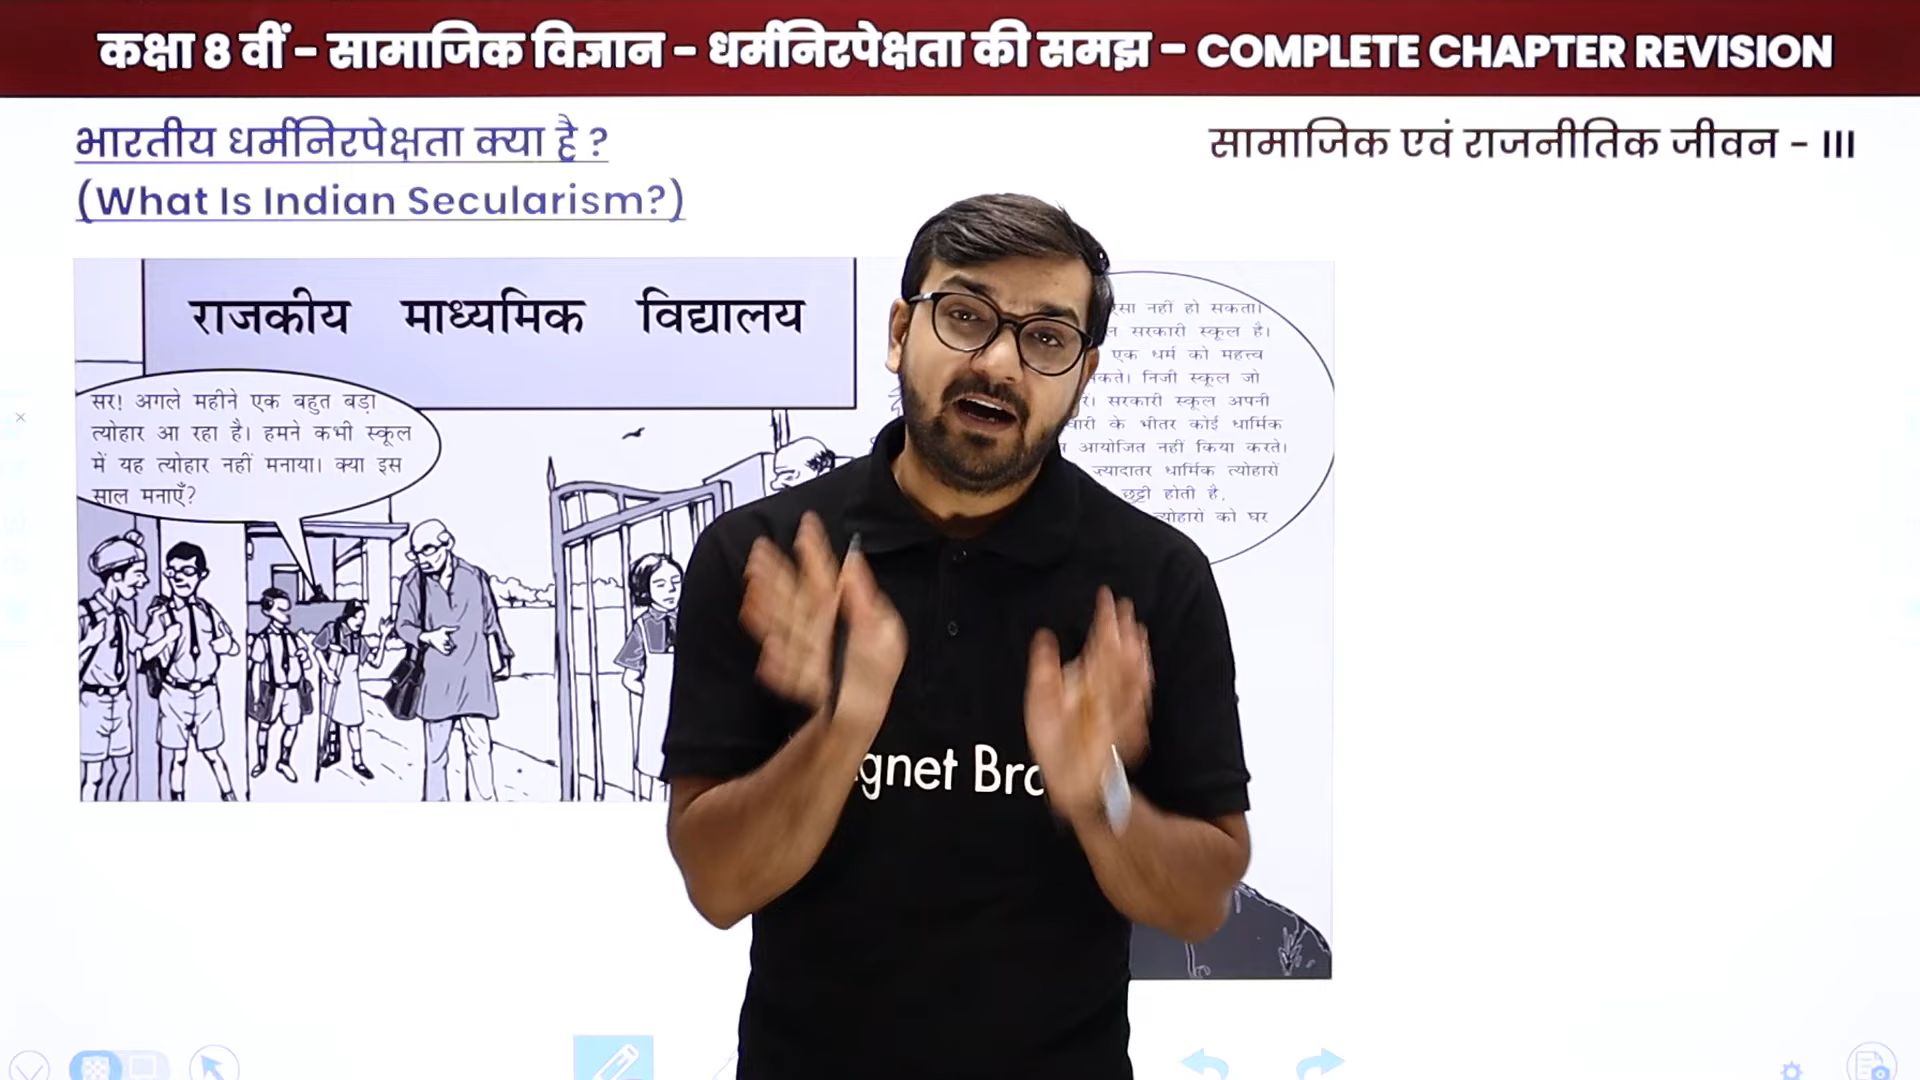 कक्षा 8 वीं - सामाजिक विज्ञान - धर्मनिरपेक्षता की समझ - COMPLETE CHAPTER REVISION
भारतीय धर्मनिरपेक्षता क्या है ?
(What Is Indian Secularism?)
सामाजिक एवं राजनीतिक जीवन - III
राजकीय माध्यमिक विद्यालय
सर! अगले महीने एक बहुत बड़ा
त्योहार आ रहा है। हमने कभी स्कूल
में यह त्योहार नहीं मनाया। क्या इस
साल मनाएँ?
नहीं हो सकता।
सरकारी स्कूल है।
एक धर्म को महत्त्व
निजी स्कूल जो
सरकारी स्कूल अपनी
के भीतर कोई धार्मिक
आयोजित नहीं किया करते।
ज़्यादातर धार्मिक त्योहारों
छुट्टी होती है,
त्योहारों को घर
gnet Bra